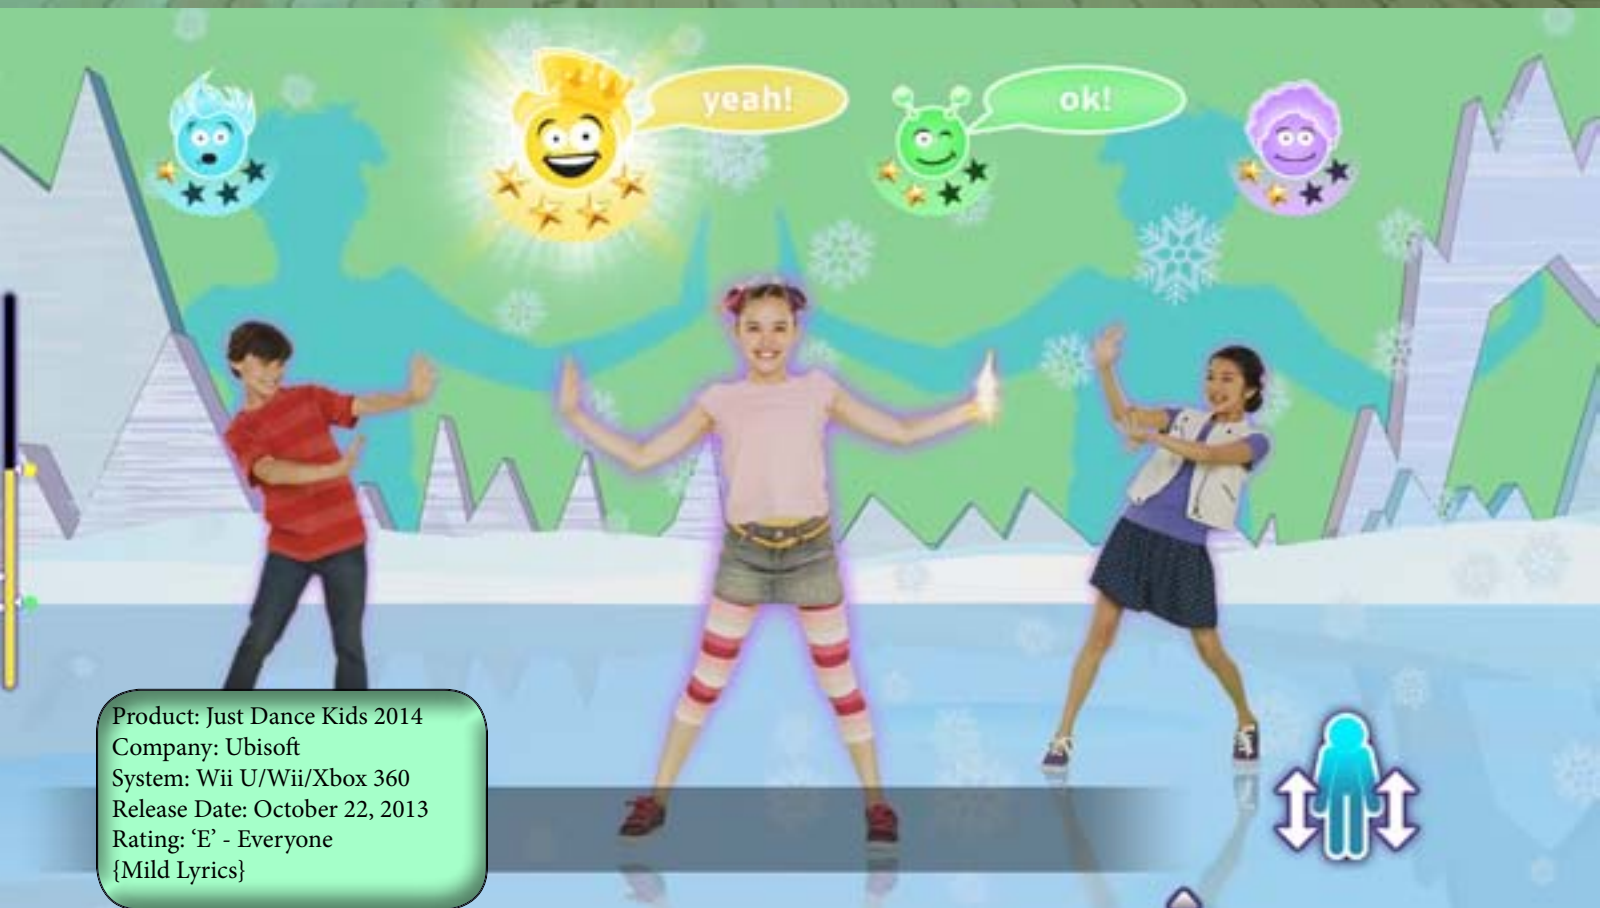 yeah!
ok!
Product: Just Dance Kids 2014
Company: Ubisoft
System: Wii U/Wii/Xbox 360
Release Date: October 22, 2013
Rating: ‘E’ - Everyone
{Mild Lyrics}